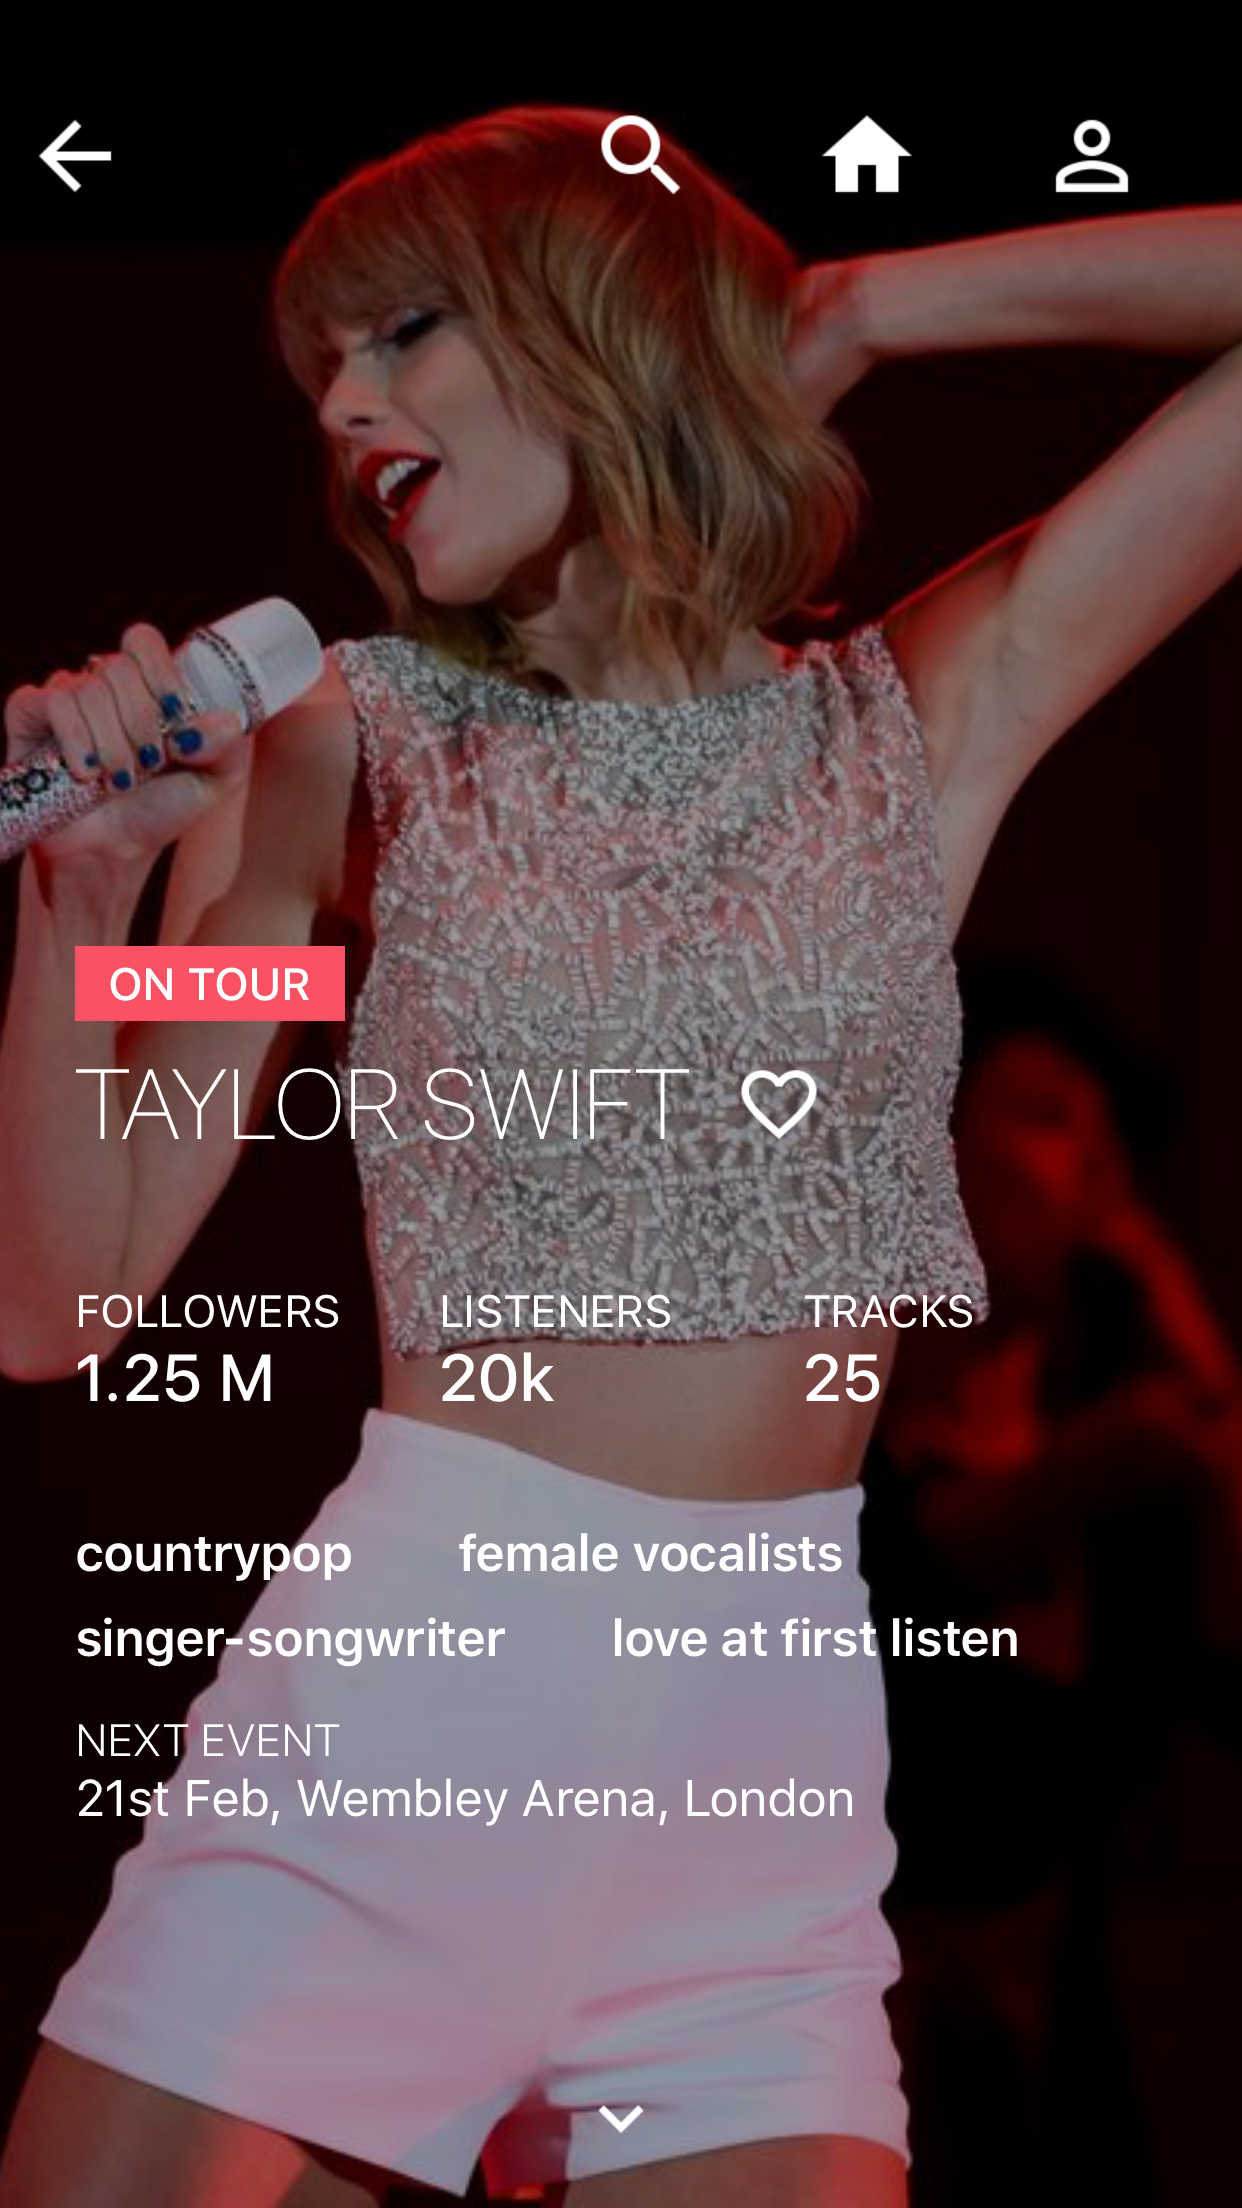 ON TOUR
TAYLOR SWIFT
FOLLOWERS LISTENERS TRACKS
1.25 M 20k 25
countrypop female vocalists
singer-songwriter love at first listen
NEXT EVENT
21st Feb, Wembley Arena, London